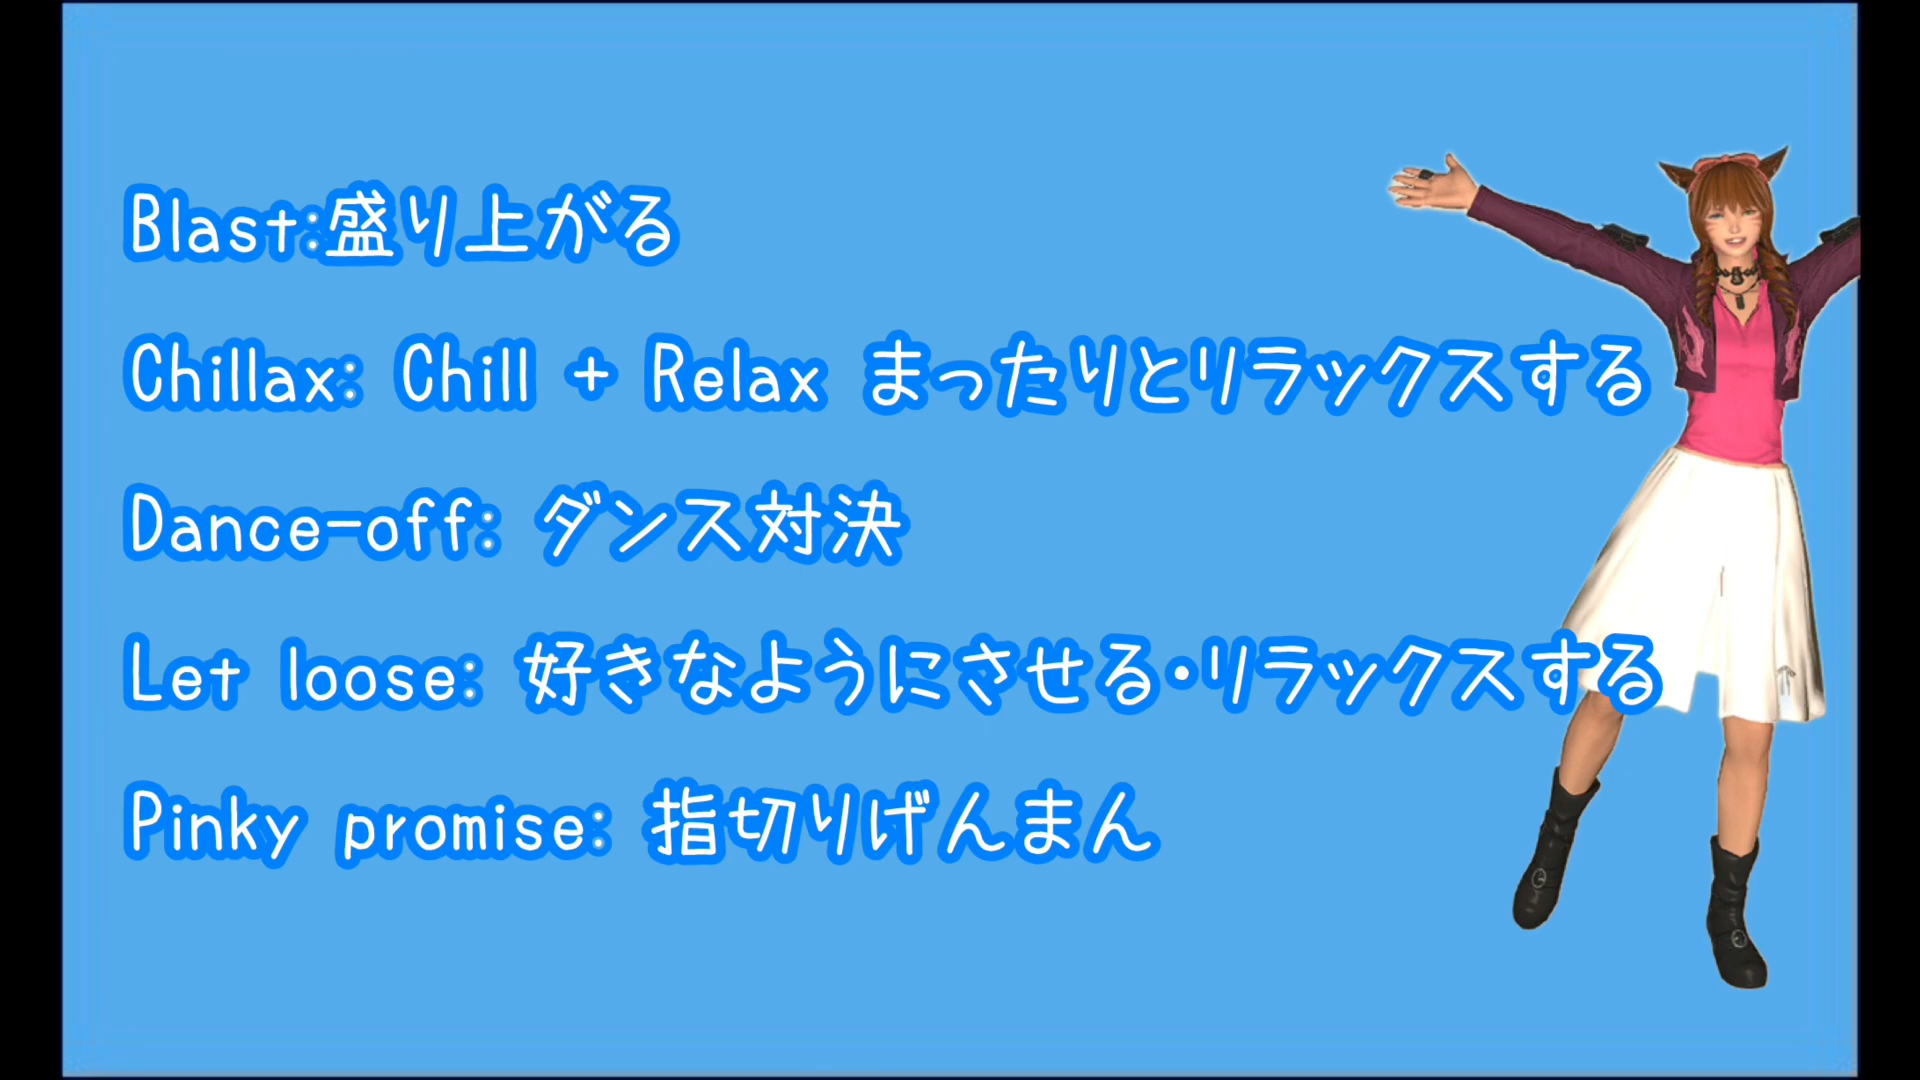 Blast:盛り上がる
Chillax: Chill + Relax まったりとリラックスする
Dance-off: ダンス対決
Let loose: 好きなようにさせる・リラックスする
Pinky promise: 指切りげんまん